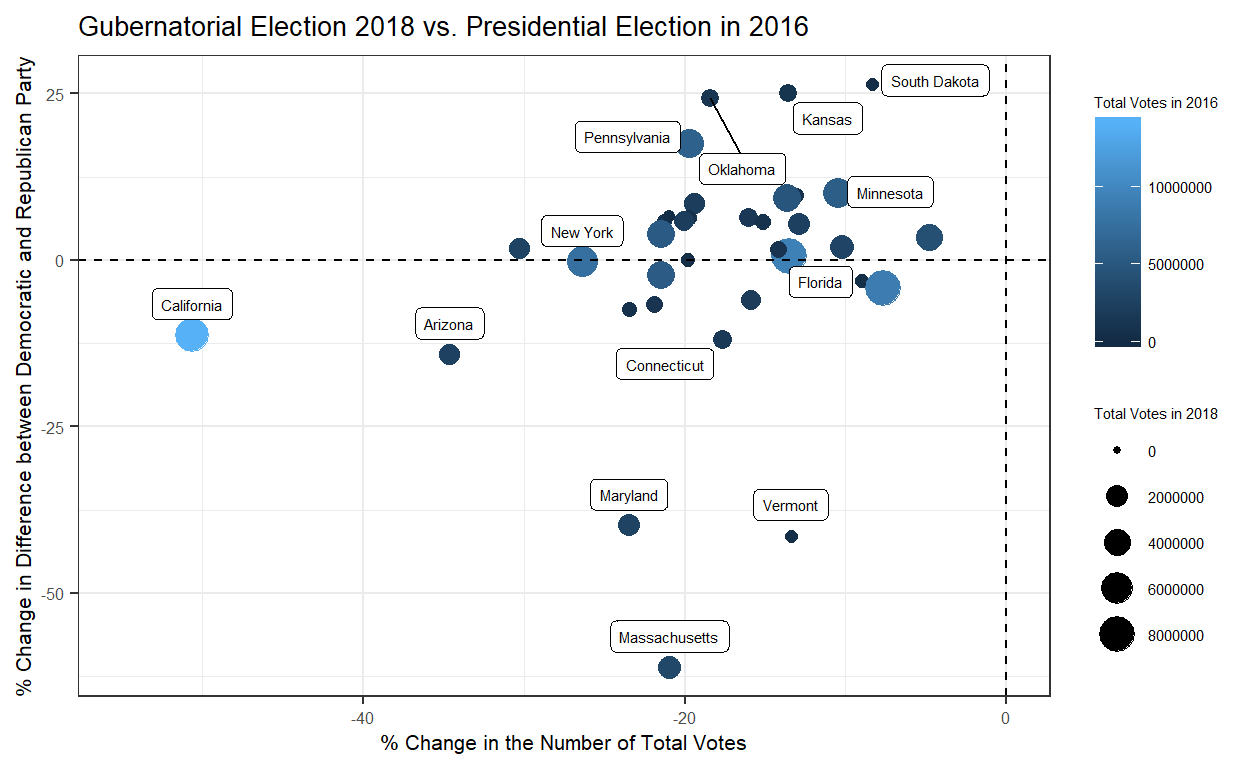 Gubernatorial Election 2018 vs. Presidential Election in 2016
% Change in Difference between Democratic and Republican Party
25
0
-25
-50
South Dakota
Kansas
Pennsylvania
Oklahoma
Minnesota
New York
Florida
California
Arizona
Connecticut
Maryland
Vermont
Massachusetts
-40
-20
0
% Change in the Number of Total Votes
Total Votes in 2016
10000000
5000000
0
Total Votes in 2018
0
2000000
4000000
6000000
8000000